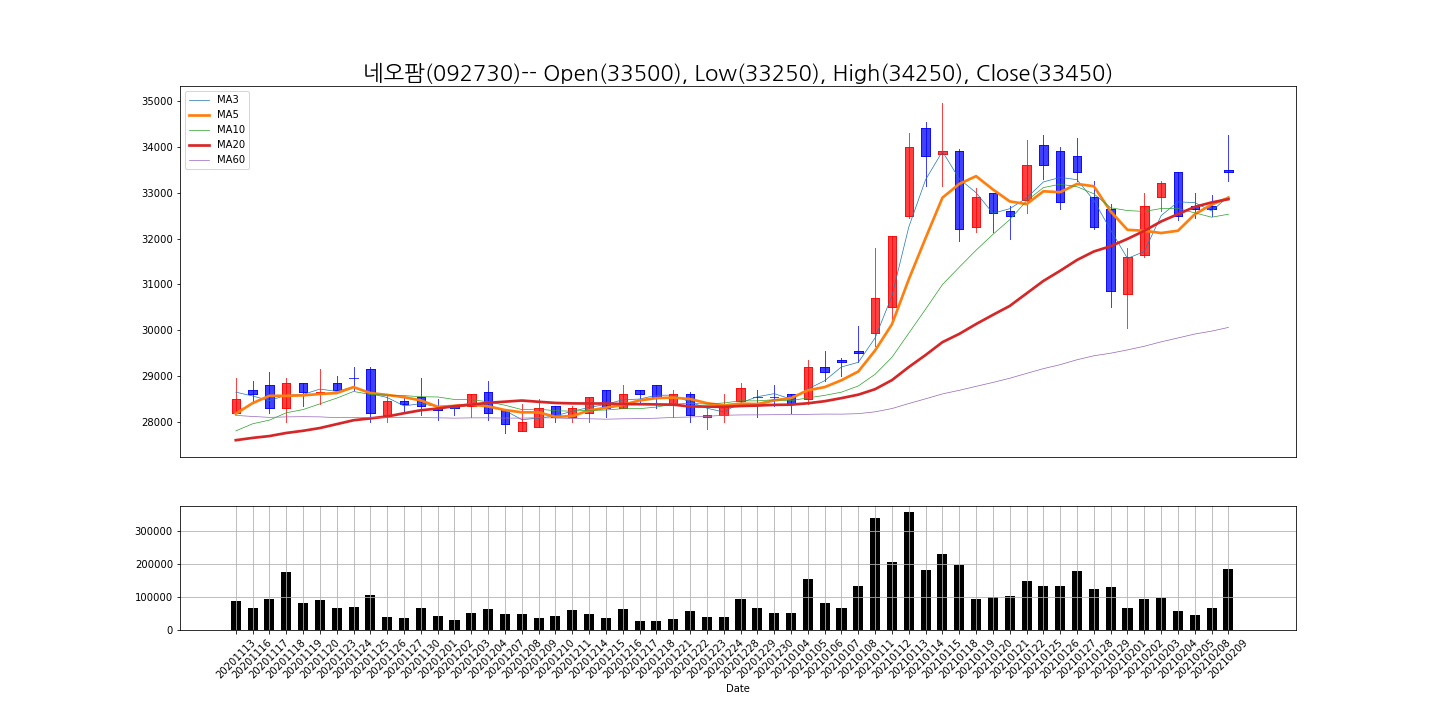 네오팜(092730)-- Open(33500), Low(33250), High(34250), Close(33450)
MA3
MA5
MA10
MA20
MA60
35000
34000
33000
32000
31000
30000
29000
28000
300000
200000
100000
0
20201113 20201116 20201117 20201118 20201119 20201120 20201123 20201124 20201125 20201126 20201127 20201130 20201201 20201202 20201203 20201204 20201207 20201208 20201209 20201210 20201211 20201214 20201215 20201216 20201217 20201218 20201221 20201222 20201223 20201224 20201228 20201229 20201230 20210104 20210105 20210106 20210107 20210108 20210111 20210112 20210113 20210114 20210115 20210118 20210119 20210120 20210121 20210122 20210125 20210126 20210127 20210128 20210129 20210201 20210202 20210203 20210204 20210205 20210208 20210209
Date